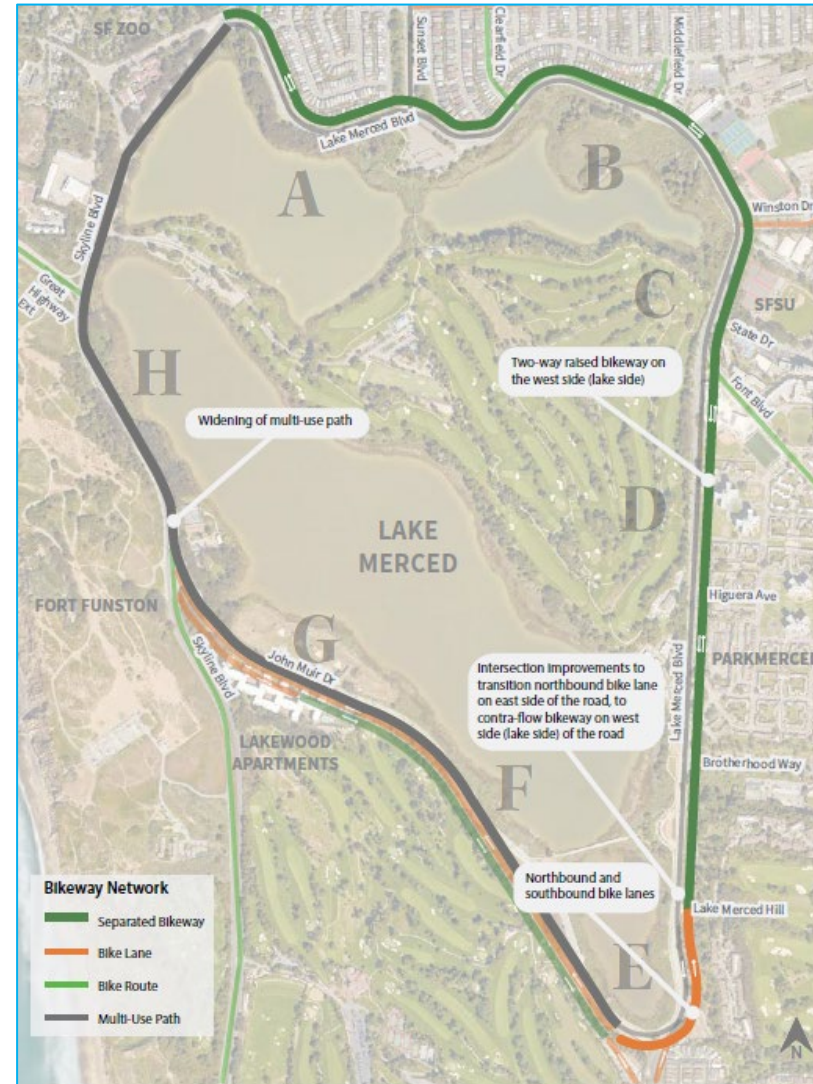 SF ZOO
Sunset Blvd
Clearfield Dr
Middlefield Dr
Lake Merced Blvd
A
B
Winston Dr
Skyline Blvd
C
Great
Highway
Ext
SFSU
State Dr
H
Two-way raised bikeway on
the west side (lake side)
Font Blvd
Widening of multi-use path
D
LAKE
MERCED
FORT FUNSTON
Higuera Ave
G
John Muir Dr
Skyline Blvd
PARKMERCED
Intersection improvements to
transition northbound bike lane
on east side of the road, to
contra-flow bikeway on west
side (lake side) of the road
Lake Merced Blvd
LAKEWOOD
APARTMENTS
Brotherhood Way
F
Northbound and
southbound bike lanes
Lake Merced Hill
Bikeway Network
Separated Bikeway
Bike Lane
Bike Route
Multi-Use Path
E
N